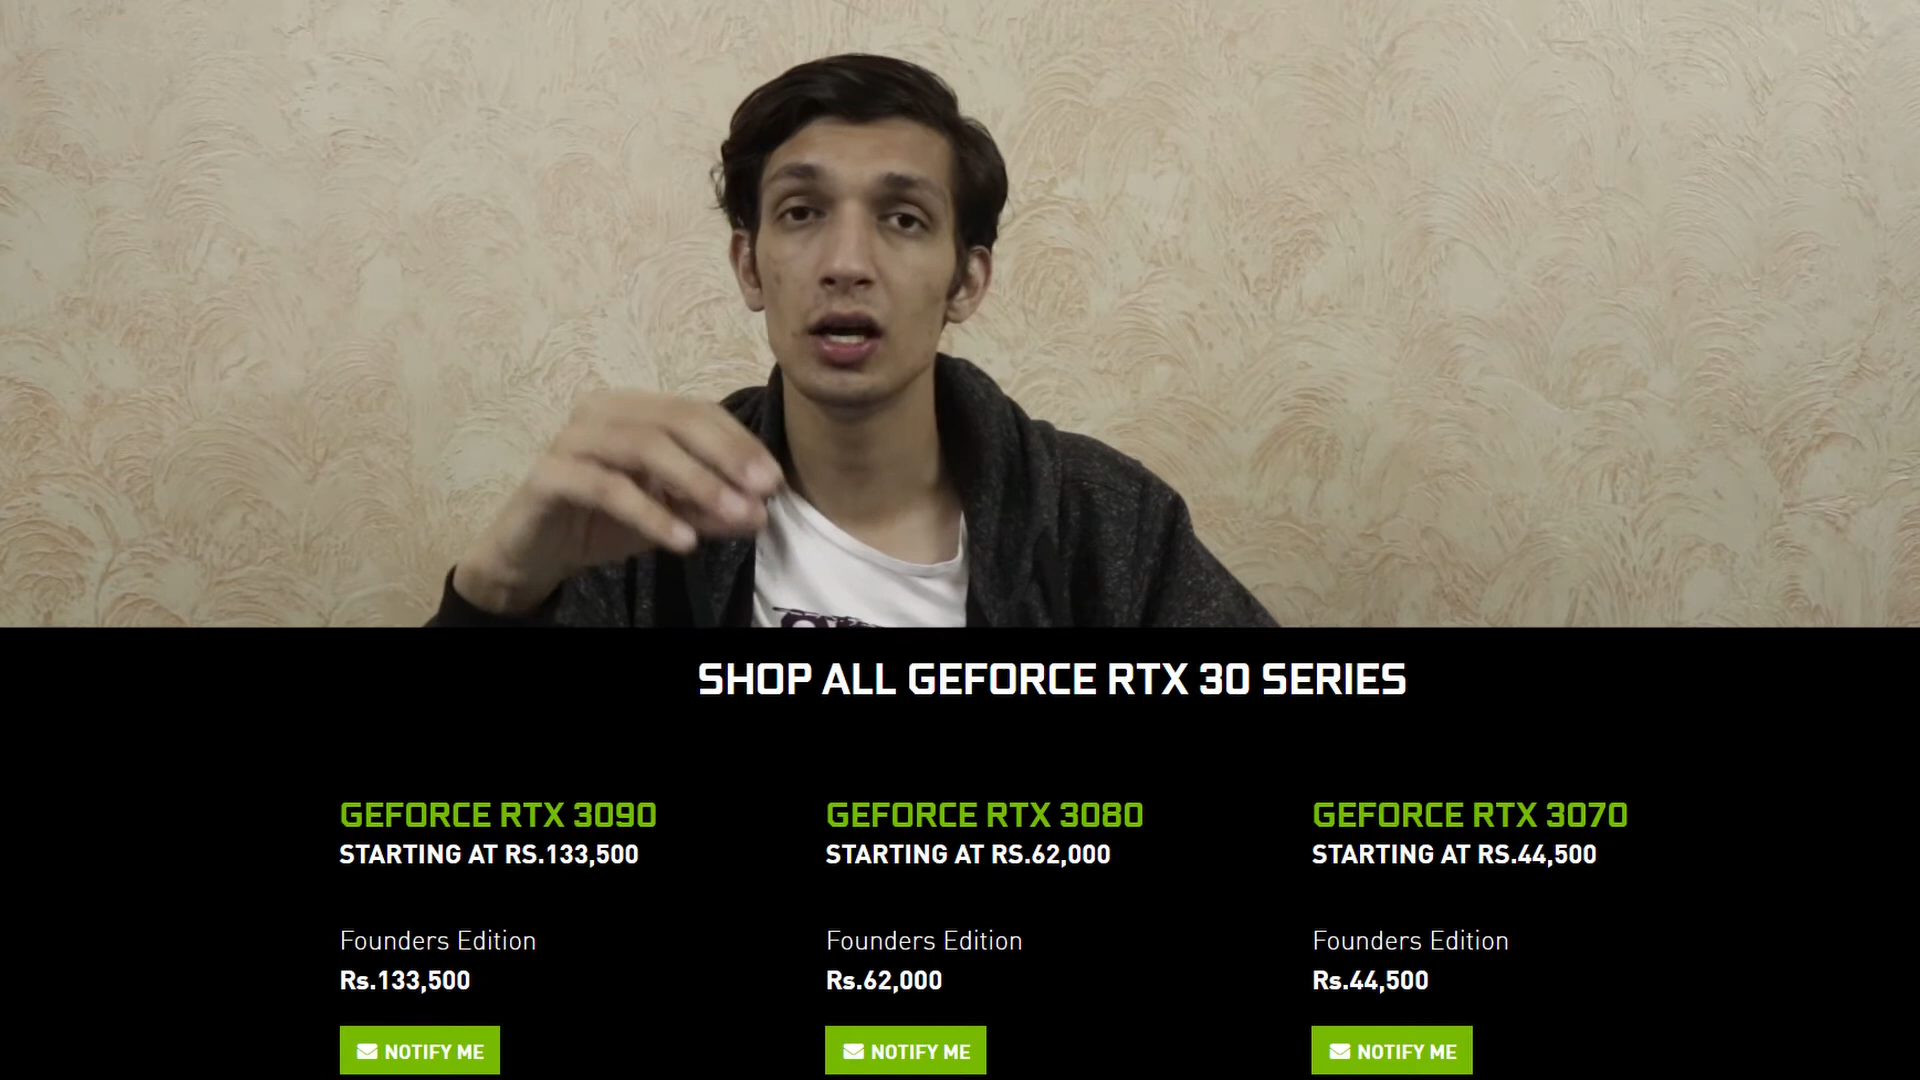 SHOP ALL GEFORCE RTX 30 SERIES
GEFORCE RTX 3090
STARTING AT RS.133,500
Founders Edition
Rs.133,500
NOTIFY ME
GEFORCE RTX 3080
STARTING AT RS.62,000
Founders Edition
Rs.62,000
NOTIFY ME
GEFORCE RTX 3070
STARTING AT RS.44,500
Founders Edition
Rs.44,500
NOTIFY ME